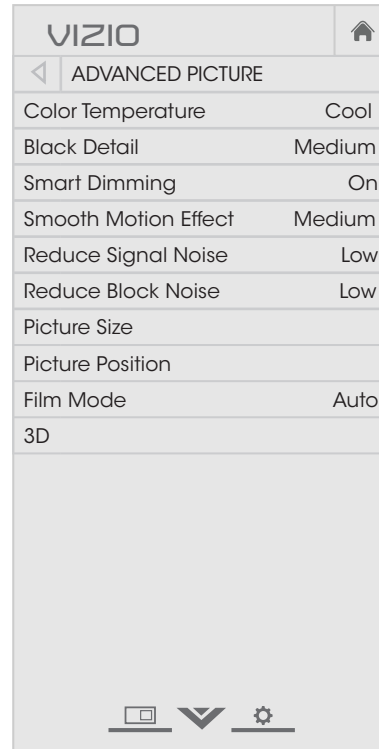 VIZIO
ADVANCED PICTURE
Color Temperature Cool
Black Detail Medium
Smart Dimming On
Smooth Motion Effect Medium
Reduce Signal Noise Low
Reduce Block Noise Low
Picture Size
Picture Position
Film Mode Auto
3D